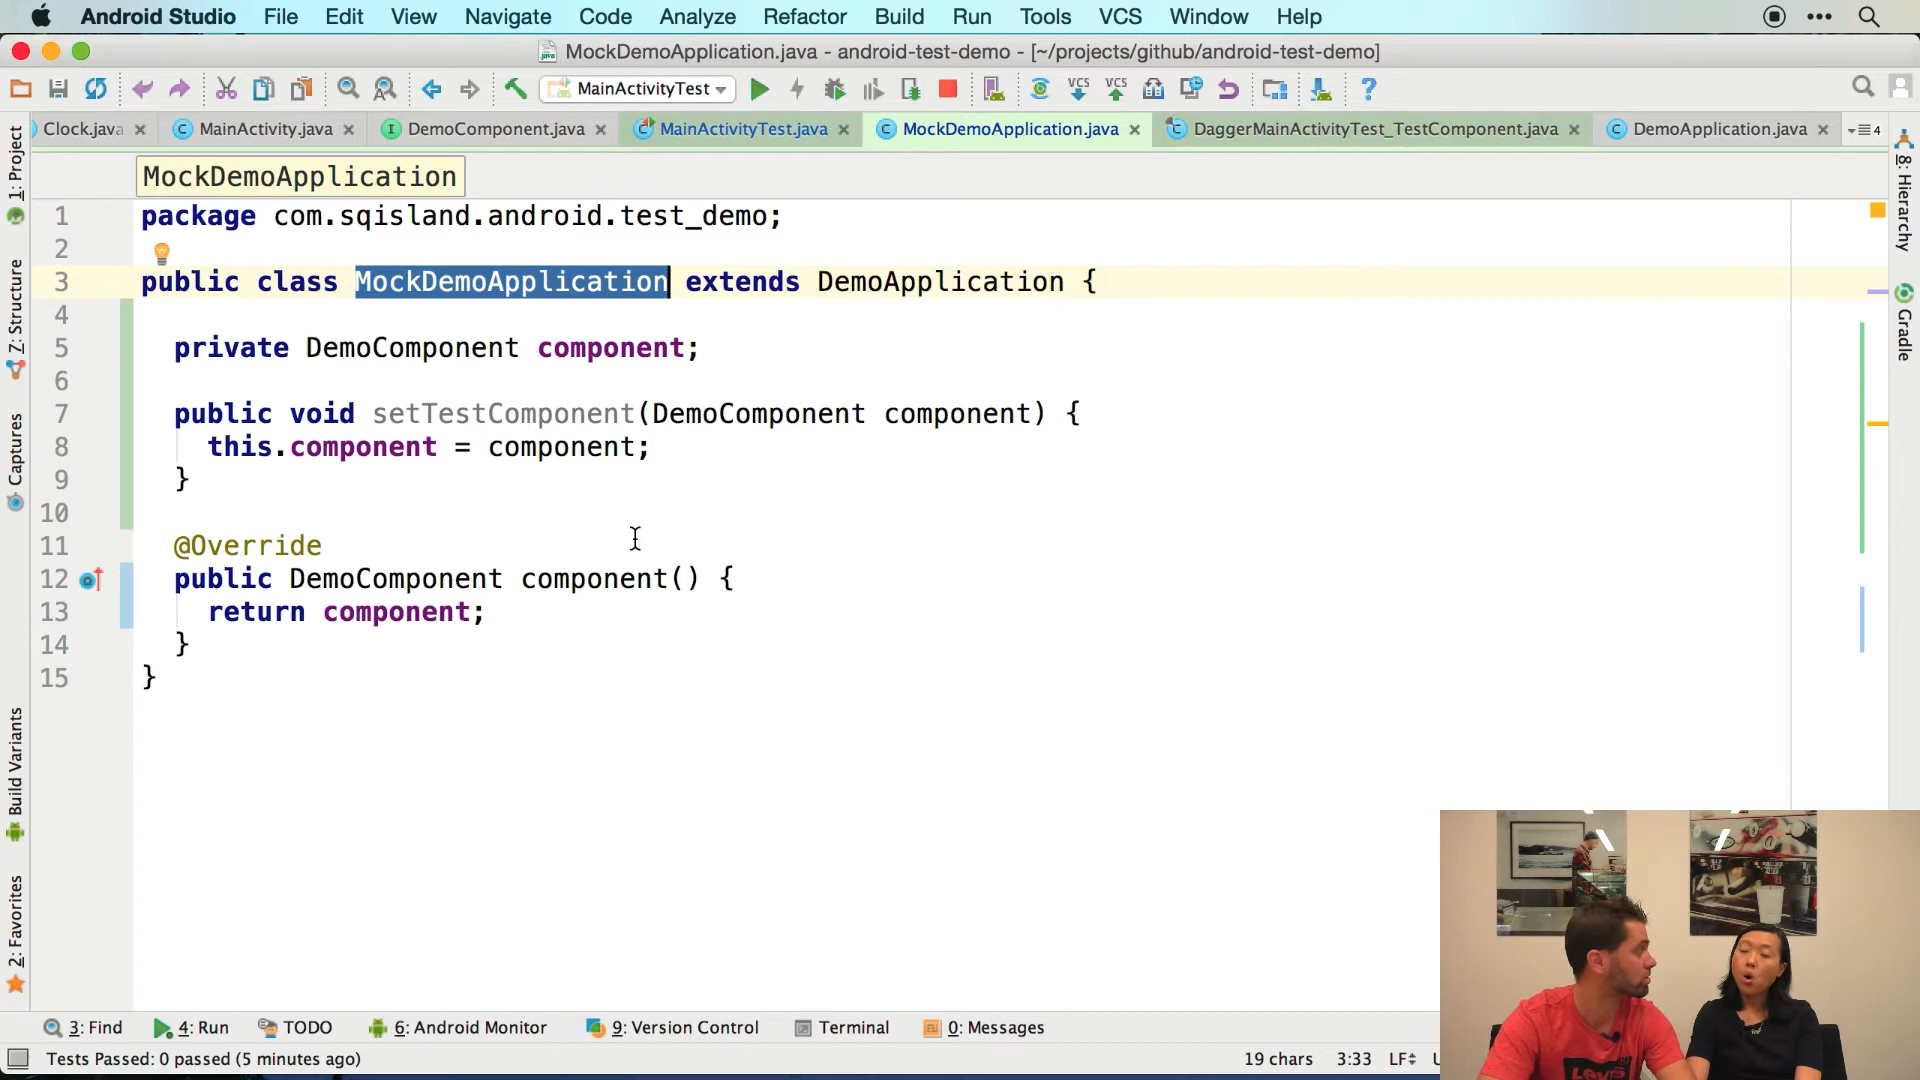 Android Studio File Edit View Navigate Code Analyze Refactor Build Run Tools VCS Window Help
MockDemoApplication.java - android-test-demo - [~/projects/github/android-test-demo]
MainActivityTest VCS VCS ?
Clock.java MainActivity.java DemoComponent.java MainActivityTest.java MockDemoApplication.java DaggerMainActivityTest_TestComponent.java DemoApplication.java 4
MockDemoApplication
1 package com.sqisland.android.test_demo;
2
3 public class MockDemoApplication extends DemoApplication {
4
5 private DemoComponent component;
6
7 public void setTestComponent(DemoComponent component) {
8 this.component = component;
9 }
10
11 @Override
12 public DemoComponent component() {
13 return component;
14 }
15 }
1: Project
7: Structure
Captures
Build Variants
2: Favorites
8: Hierarchy
Gradle
3: Find 4: Run TODO 6: Android Monitor 9: Version Control Terminal 0: Messages
Tests Passed: 0 passed (5 minutes ago) 19 chars 3:33 LF